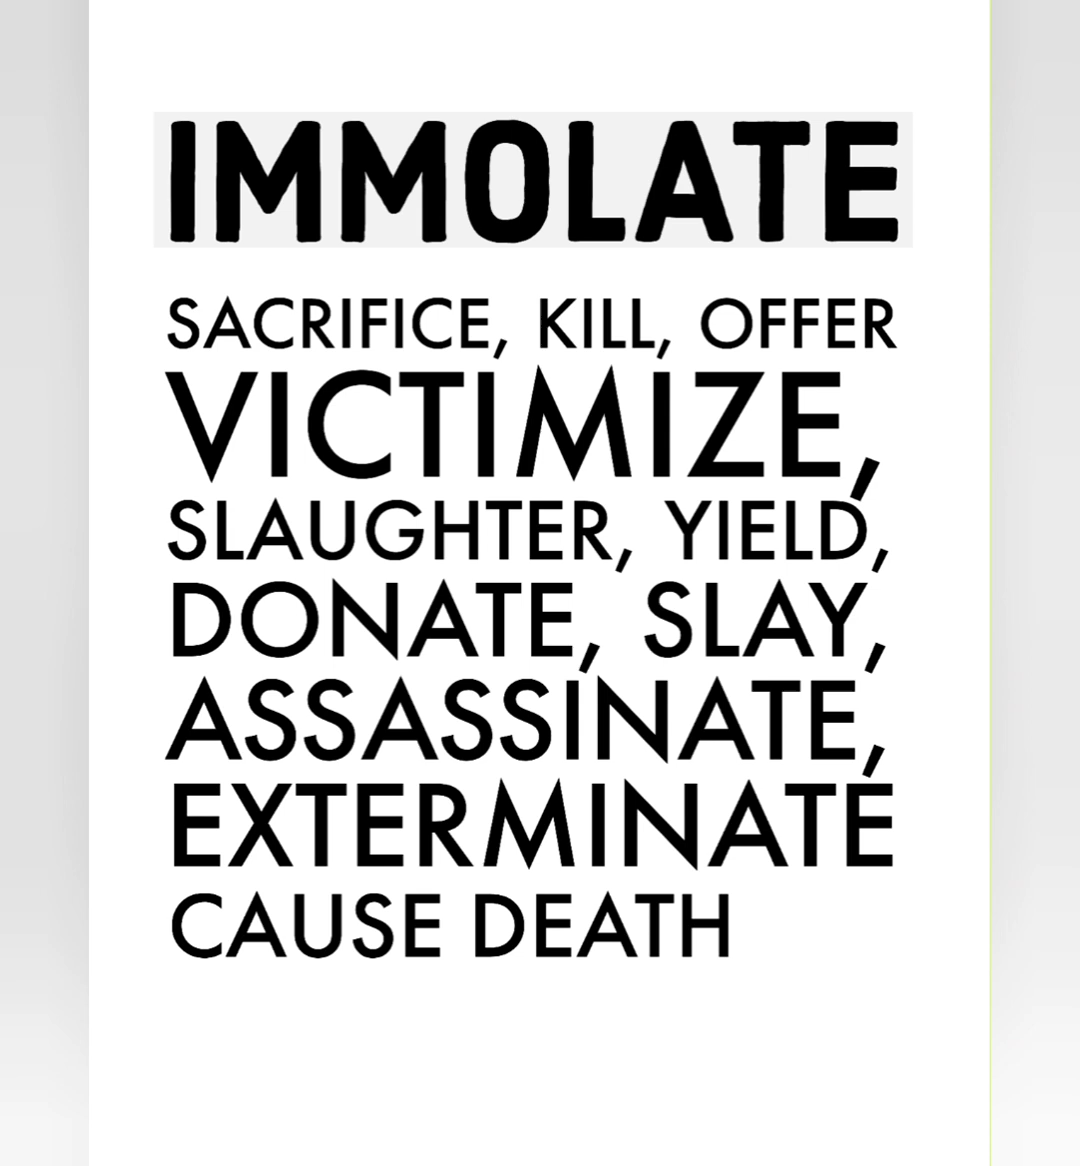 IMMOLATE
SACRIFICE, KILL, OFFER
VICTIMIZE,
SLAUGHTER, YIELD,
DONATE, SLAY,
ASSASSINATE,
EXTERMINATE
CAUSE DEATH